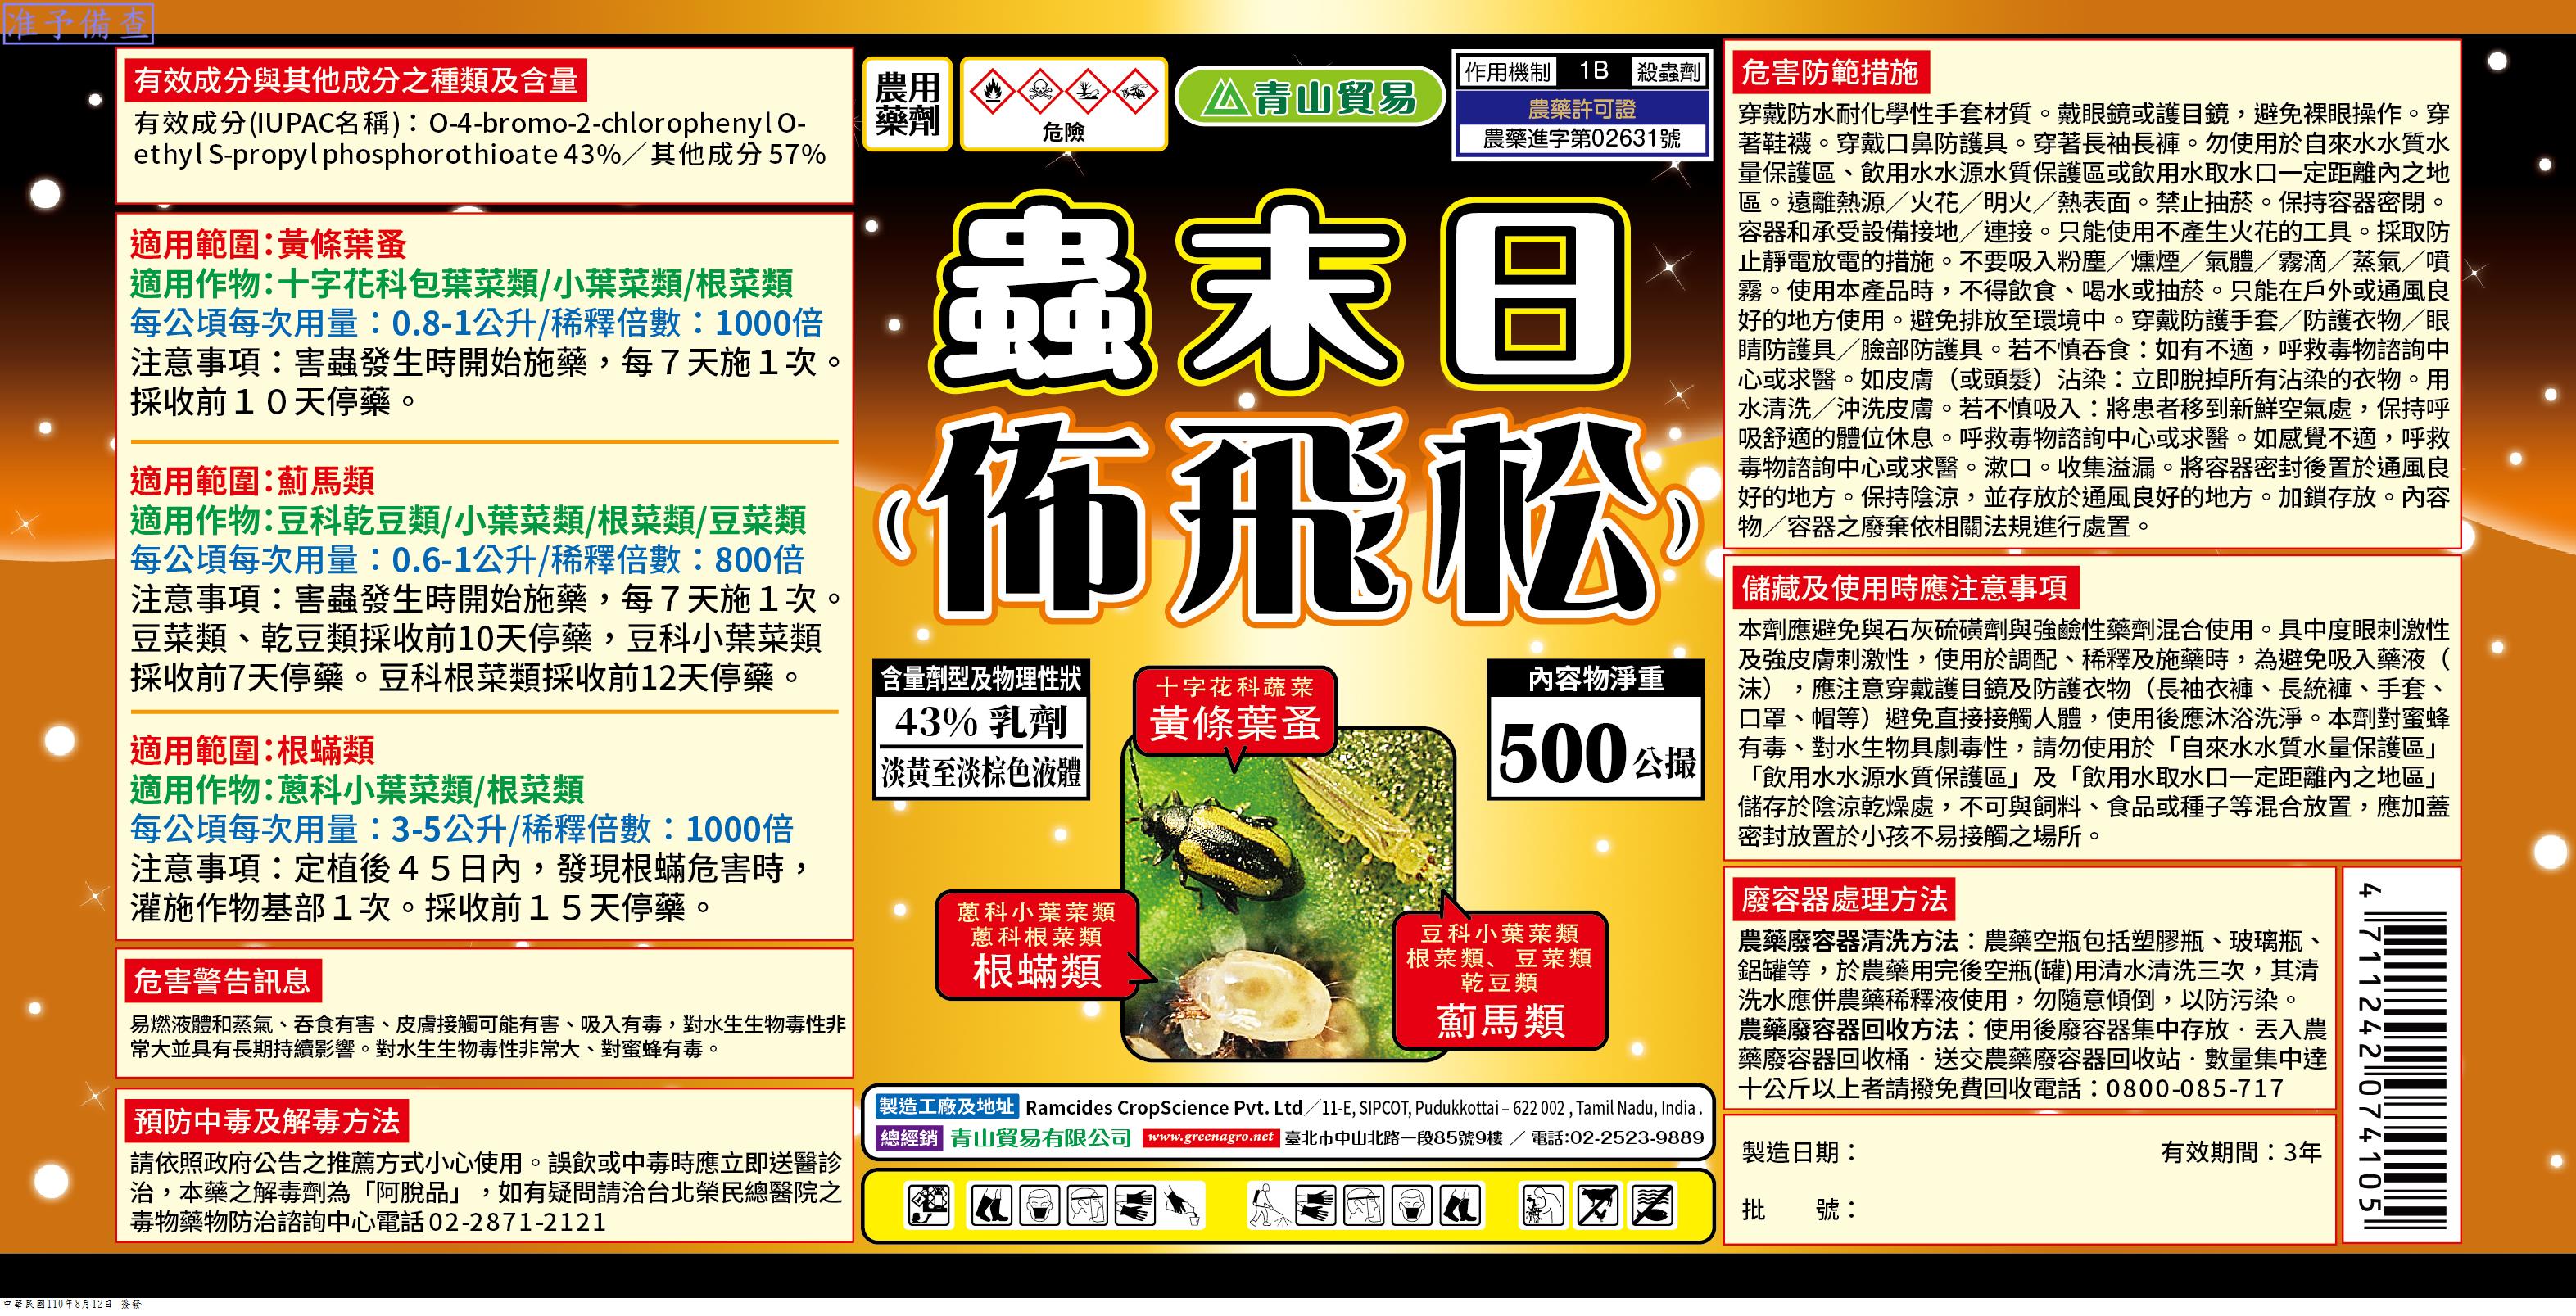 准予備查
有效成分與其他成分之種類及含量
有效成分(IUPAC名稱)：O-4-bromo-2-chlorophenyl O-
ethyl S-propyl phosphorothioate 43%／其他成分 57%
適用範圍:黃條葉蚤
適用作物:十字花科包葉菜類/小葉菜類/根菜類
每公頃每次用量：0.8-1公升/稀釋倍數：1000倍
注意事項：害蟲發生時開始施藥，每７天施１次。
採收前１０天停藥。
適用範圍:薊馬類
適用作物:豆科乾豆類/小葉菜類/根菜類/豆菜類
每公頃每次用量：0.6-1公升/稀釋倍數：800倍
注意事項：害蟲發生時開始施藥，每７天施１次。
豆菜類、乾豆類採收前10天停藥，豆科小葉菜類
採收前7天停藥。豆科根菜類採收前12天停藥。
適用範圍:根蟎類
適用作物:蔥科小葉菜類/根菜類
每公頃每次用量：3-5公升/稀釋倍數：1000倍
注意事項：定植後４５日內，發現根蟎危害時，
灌施作物基部１次。採收前１５天停藥。
危害警告訊息
易燃液體和蒸氣、吞食有害、皮膚接觸可能有害、吸入有毒，對水生生物毒性非
常大並具有長期持續影響。對水生生物毒性非常大、對蜜蜂有毒。
預防中毒及解毒方法
請依照政府公告之推薦方式小心使用。誤飲或中毒時應立即送醫診
治，本藥之解毒劑為「阿脫品」，如有疑問請洽台北榮民總醫院之
毒物藥物防治諮詢中心電話02-2871-2121
農用
藥劑
危險
青山貿易
作用機制 1B 殺蟲劑
農藥許可證
農藥進字第02631號
蟲末日
(佈飛松)
含量劑型及物理性狀
43% 乳劑
淡黃至淡棕色液體
內容物淨重
500公撮
十字花科蔬菜
黃條葉蚤
蔥科小葉菜類
蔥科根菜類
根蟎類
豆科小葉菜類
根菜類、豆菜類
乾豆類
薊馬類
製造工廠及地址 Ramcides CropScience Pvt. Ltd／11-E, SIPCOT, Pudukkottai – 622 002 , Tamil Nadu, India .
總經銷 青山貿易有限公司 www.greenagro.net 臺北市中山北路一段85號9樓 ／ 電話:02-2523-9889
危害防範措施
穿戴防水耐化學性手套材質。戴眼鏡或護目鏡，避免裸眼操作。穿
著鞋襪。穿戴口鼻防護具。穿著長袖長褲。勿使用於自來水水質水
量保護區、飲用水水源水質保護區或飲用水取水口一定距離內之地
區。遠離熱源／火花／明火／熱表面。禁止抽菸。保持容器密閉。
容器和承受設備接地／連接。只能使用不產生火花的工具。採取防
止靜電放電的措施。不要吸入粉塵／燻煙／氣體／霧滴／蒸氣／噴
霧。使用本產品時，不得飲食、喝水或抽菸。只能在戶外或通風良
好的地方使用。避免排放至環境中。穿戴防護手套／防護衣物／眼
睛防護具／臉部防護具。若不慎吞食：如有不適，呼救毒物諮詢中
心或求醫。如皮膚（或頭髮）沾染：立即脫掉所有沾染的衣物。用
水清洗／沖洗皮膚。若不慎吸入：將患者移到新鮮空氣處，保持呼
吸舒適的體位休息。呼救毒物諮詢中心或求醫。如感覺不適，呼救
毒物諮詢中心或求醫。漱口。收集溢漏。將容器密封後置於通風良
好的地方。保持陰涼，並存放於通風良好的地方。加鎖存放。內容
物／容器之廢棄依相關法規進行處置。
儲藏及使用時應注意事項
本劑應避免與石灰硫磺劑與強鹼性藥劑混合使用。具中度眼刺激性
及強皮膚刺激性，使用於調配、稀釋及施藥時，為避免吸入藥液（
沫），應注意穿戴護目鏡及防護衣物（長袖衣褲、長統褲、手套、
口罩、帽等）避免直接接觸人體，使用後應沐浴洗淨。本劑對蜜蜂
有毒、對水生物具劇毒性，請勿使用於「自來水水質水量保護區」
「飲用水水源水質保護區」及「飲用水取水口一定距離內之地區」
儲存於陰涼乾燥處，不可與飼料、食品或種子等混合放置，應加蓋
密封放置於小孩不易接觸之場所。
廢容器處理方法
農藥廢容器清洗方法：農藥空瓶包括塑膠瓶、玻璃瓶、
鋁罐等，於農藥用完後空瓶(罐)用清水清洗三次，其清
洗水應併農藥稀釋液使用，勿隨意傾倒，以防污染。
農藥廢容器回收方法：使用後廢容器集中存放．丟入農
藥廢容器回收桶．送交農藥廢容器回收站．數量集中達
十公斤以上者請撥免費回收電話：0800-085-717
製造日期： 有效期間：3年
批　　號：
4 711242 074105
中華民國110年8月12日 簽發